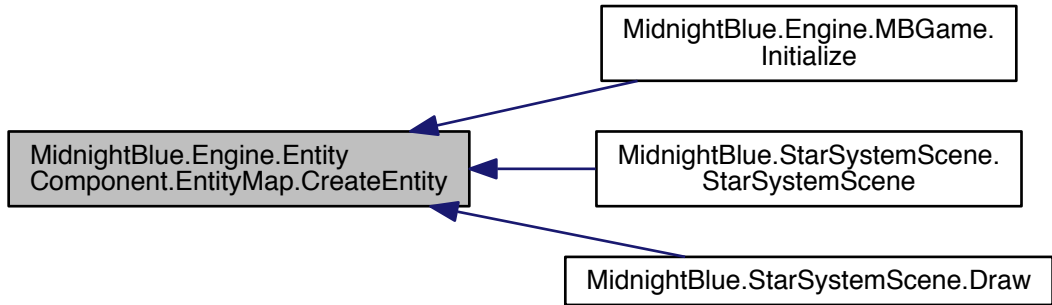 MidnightBlue.Engine.MBGame.
Initialize
MidnightBlue.Engine.Entity
Component.EntityMap.CreateEntity
MidnightBlue.StarSystemScene.
StarSystemScene
MidnightBlue.StarSystemScene.Draw